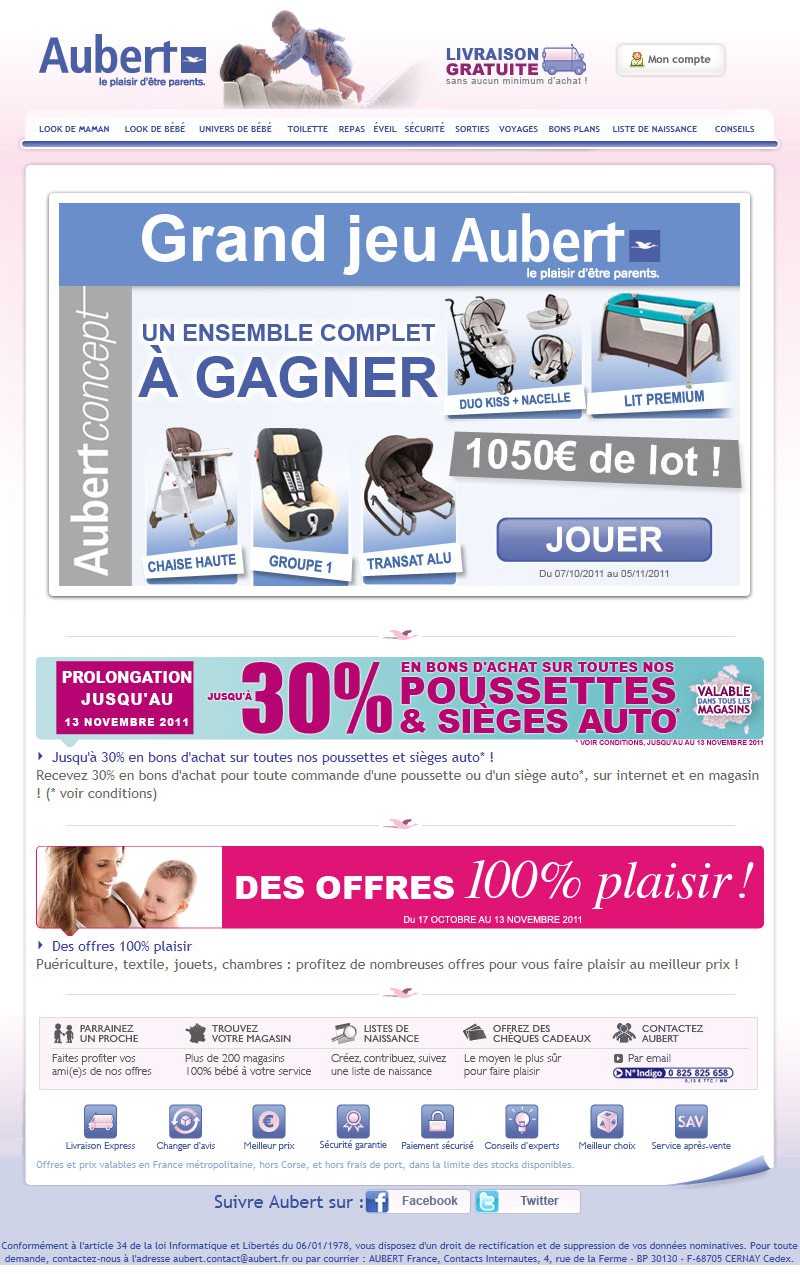 Aubert
le plaisir d'être parents.
LIVRAISON
GRATUITE
sans aucun minimum d'achat !
Mon compte
LOOK DE MAMAN LOOK DE BÉBÉ UNIVERS DE BÉBÉ TOILETTE REPAS ÉVEIL SÉCURITÉ SORTIES VOYAGES BONS PLANS LISTE DE NAISSANCE CONSEILS
Grand jeu Aubert
le plaisir d'être parents.
Aubert concept
UN ENSEMBLE COMPLET
À GAGNER
DUO KISS + NACELLE
LIT PREMIUM
1050€ de lot !
CHAISE HAUTE
GROUPE 1
TRANSAT ALU
JOUER
Du 07/10/2011 au 05/11/2011
PROLONGATION
JUSQU'AU
13 NOVEMBRE 2011
JUSQU'À
30%
EN BONS D'ACHAT SUR TOUTES NOS
POUSSETTES
& SIÈGES AUTO*
VALABLE
DANS TOUS LES
MAGASINS
* VOIR CONDITIONS, JUSQU'AU AU 13 NOVEMBRE 2011
Jusqu'à 30% en bons d'achat sur toutes nos poussettes et sièges auto* !
Recevez 30% en bons d'achat pour toute commande d'une poussette ou d'un siège auto*, sur internet et en magasin
! (* voir conditions)
DES OFFRES 100% plaisir !
Du 17 OCTOBRE AU 13 NOVEMBRE 2011
Des offres 100% plaisir
Puériculture, textile, jouets, chambres : profitez de nombreuses offres pour vous faire plaisir au meilleur prix !
PARRAINEZ
UN PROCHE
Faites profiter vos
ami(e)s de nos offres
TROUVEZ
VOTRE MAGASIN
Plus de 200 magasins
100% bébé à votre service
LISTES DE
NAISSANCE
Créez, contribuez, suivez
une liste de naissance
OFFREZ DES
CHÈQUES CADEAUX
Le moyen le plus sûr
pour faire plaisir
CONTACTEZ
AUBERT
Par email
N° Indigo 0 825 825 658
0,15 € TTC / MN
SAV
Livraison Express Changer d'avis Meilleur prix Sécurité garantie Paiement sécurisé Conseils d'experts Meilleur choix Service après-vente
Offres et prix valables en France métropolitaine, hors Corse, et hors frais de port, dans la limite des stocks disponibles.
Suivre Aubert sur : Facebook Twitter
Conformément à l'article 34 de la loi Informatique et Libertés du 06/01/1978, vous disposez d'un droit de rectification et de suppression de vos données nominatives. Pour toute
demande, contactez-nous à l'adresse aubert.contact@aubert.fr ou par courrier : AUBERT France, Contacts Internautes, 4, rue de la Ferme - BP 30130 - F-68705 CERNAY Cedex.